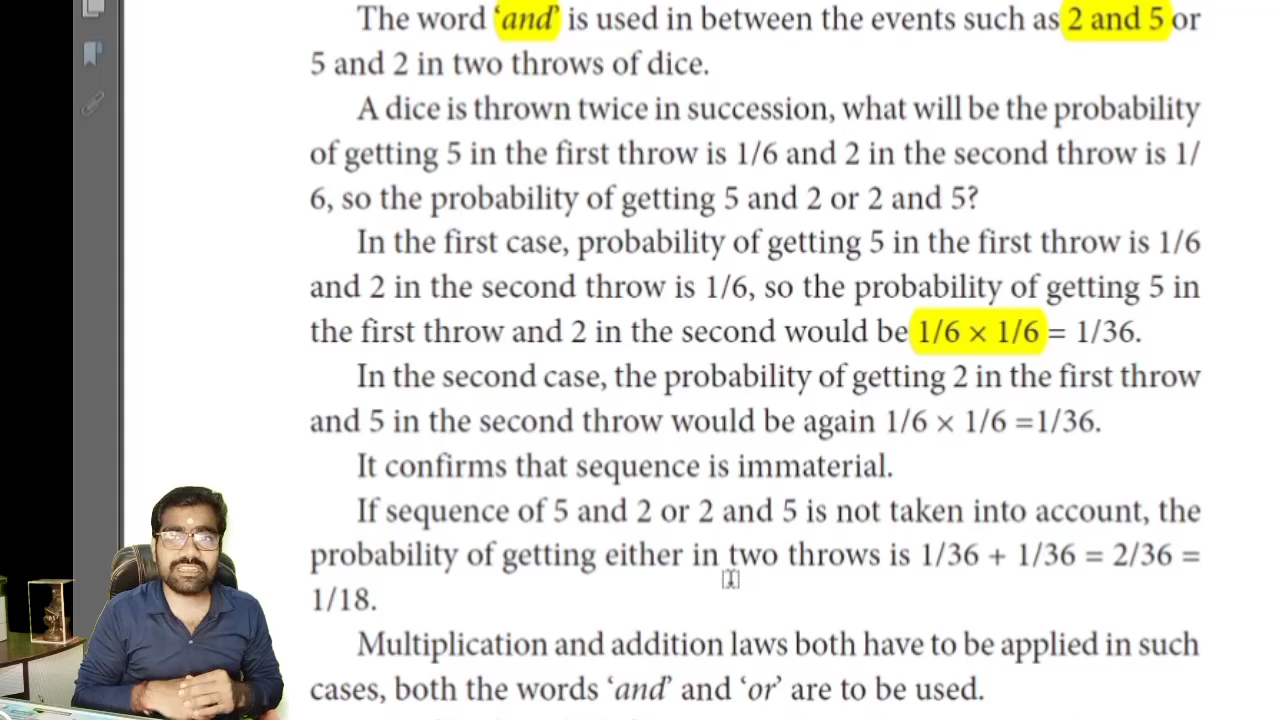 The word ‘and’ is used in between the events such as 2 and 5 or
5 and 2 in two throws of dice.
A dice is thrown twice in succession, what will be the probability
of getting 5 in the first throw is 1/6 and 2 in the second throw is 1/
6, so the probability of getting 5 and 2 or 2 and 5?
In the first case, probability of getting 5 in the first throw is 1/6
and 2 in the second throw is 1/6, so the probability of getting 5 in
the first throw and 2 in the second would be 1/6 × 1/6 = 1/36.
In the second case, the probability of getting 2 in the first throw
and 5 in the second throw would be again 1/6 × 1/6 =1/36.
It confirms that sequence is immaterial.
If sequence of 5 and 2 or 2 and 5 is not taken into account, the
probability of getting either in two throws is 1/36 + 1/36 = 2/36 =
1/18.
Multiplication and addition laws both have to be applied in such
cases, both the words ‘and’ and ‘or’ are to be used.